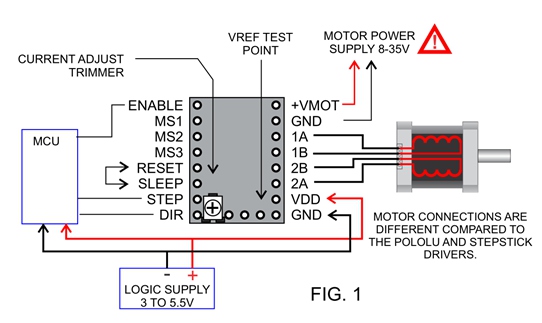 VREF TEST
POINT
MOTOR POWER
SUPPLY 8-35V
!
CURRENT ADJUST
TRIMMER
ENABLE
MS1
MS2
MS3
RESET
SLEEP
STEP
DIR
+VMOT
GND
1A
1B
2B
2A
VDD
GND
MCU
MOTOR CONNECTIONS ARE
DIFFERENT COMPARED TO
THE POLOLU AND STEPSTICK
DRIVERS.
- +
LOGIC SUPPLY
3 TO 5.5V
FIG. 1